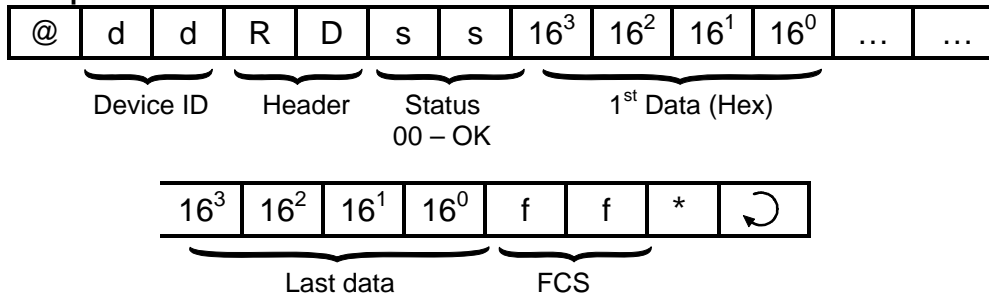 @ d d R D s s 16³ 16² 16¹ 16⁰ … …
Device ID Header Status 1ˢᵗ Data (Hex)
00 – OK
16³ 16² 16¹ 16⁰ f f *
Last data FCS